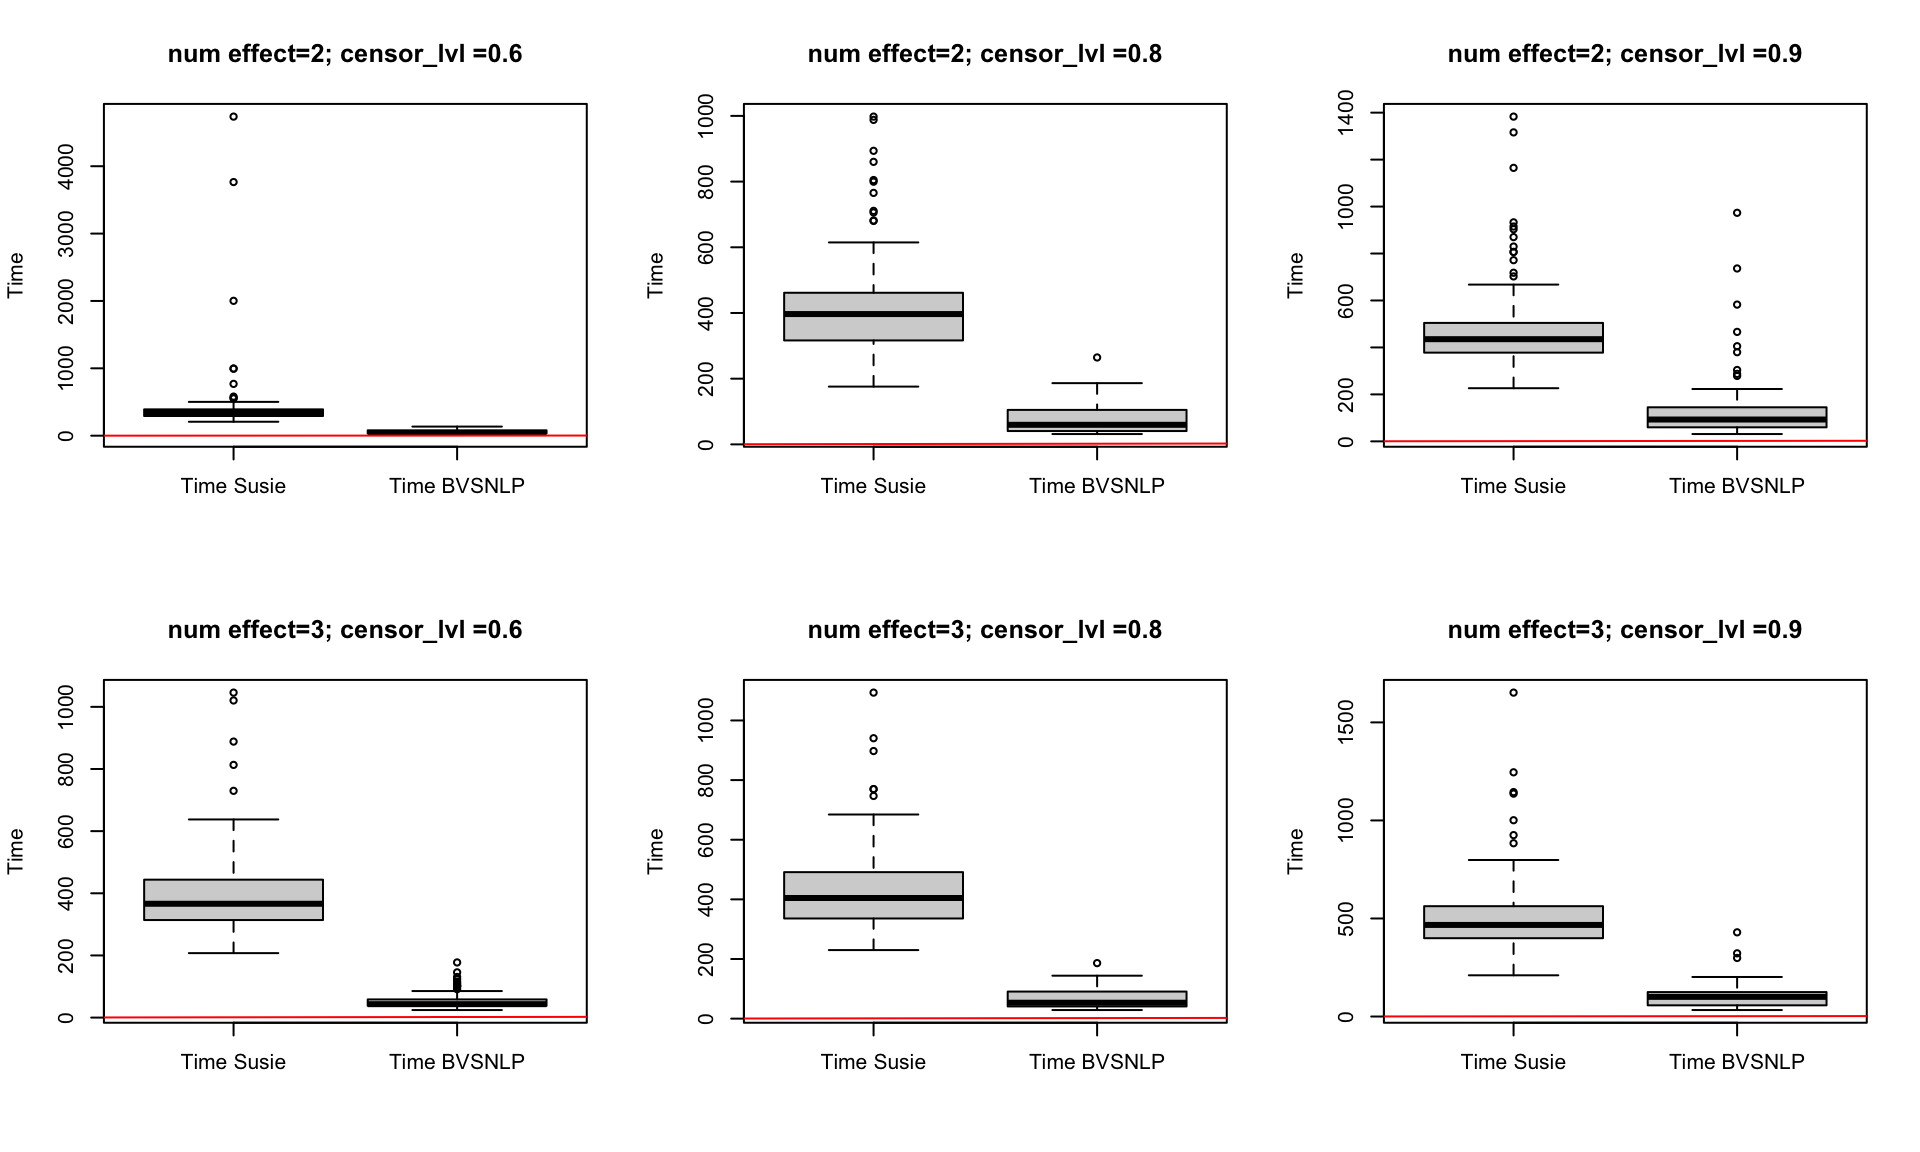 num effect=2; censor_lvl =0.6
Time
4000
3000
2000
1000
0
Time Susie
Time BVSNLP
num effect=2; censor_lvl =0.8
Time
1000
800
600
400
200
0
Time Susie
Time BVSNLP
num effect=2; censor_lvl =0.9
Time
1400
1000
600
200
0
Time Susie
Time BVSNLP
num effect=3; censor_lvl =0.6
Time
1000
800
600
400
200
0
Time Susie
Time BVSNLP
num effect=3; censor_lvl =0.8
Time
1000
800
600
400
200
0
Time Susie
Time BVSNLP
num effect=3; censor_lvl =0.9
Time
1500
1000
500
0
Time Susie
Time BVSNLP